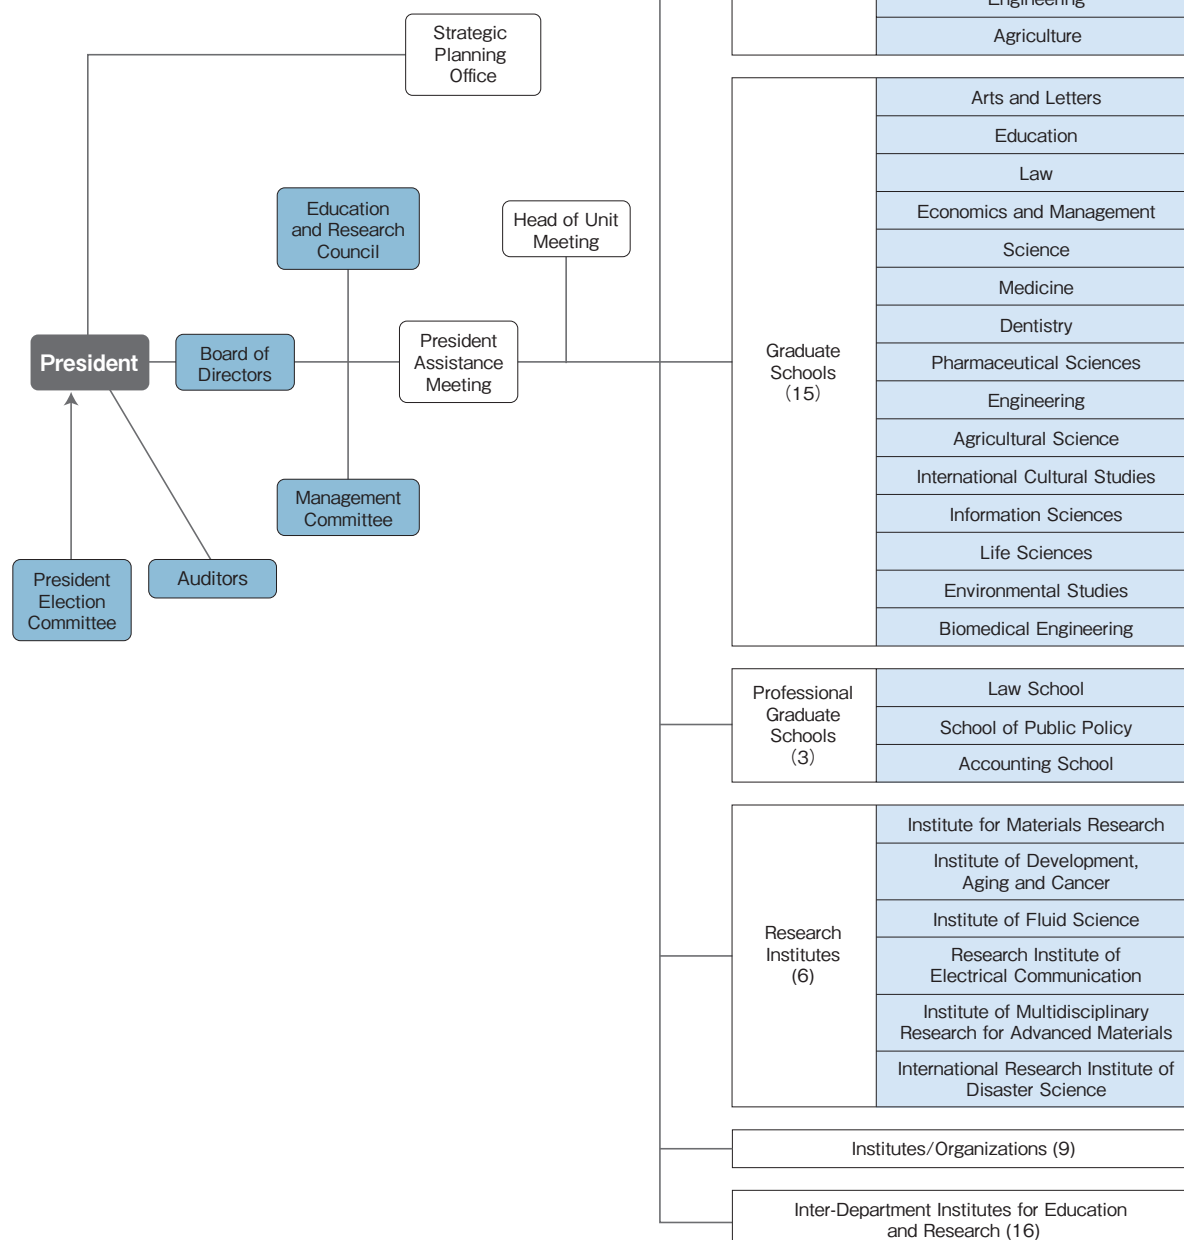 Engineering
Agriculture
Strategic
Planning
Office
Education
and Research
Council
Head of Unit
Meeting
President
Board of
Directors
President
Assistance
Meeting
Management
Committee
President
Election
Committee
Auditors
Graduate
Schools
(15)
Arts and Letters
Education
Law
Economics and Management
Science
Medicine
Dentistry
Pharmaceutical Sciences
Engineering
Agricultural Science
International Cultural Studies
Information Sciences
Life Sciences
Environmental Studies
Biomedical Engineering
Professional
Graduate
Schools
(3)
Law School
School of Public Policy
Accounting School
Research
Institutes
(6)
Institute for Materials Research
Institute of Development,
Aging and Cancer
Institute of Fluid Science
Research Institute of
Electrical Communication
Institute of Multidisciplinary
Research for Advanced Materials
International Research Institute of
Disaster Science
Institutes/Organizations (9)
Inter-Department Institutes for Education
and Research (16)